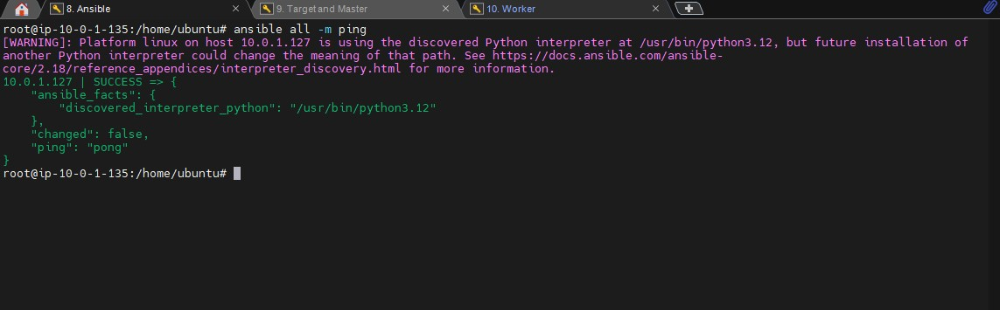 8. Ansible
9. Target and Master
10. Worker
root@ip-10-0-1-135:/home/ubuntu# ansible all -m ping
[WARNING]: Platform linux on host 10.0.1.127 is using the discovered Python interpreter at /usr/bin/python3.12, but future installation of
another Python interpreter could change the meaning of that path. See https://docs.ansible.com/ansible-
core/2.18/reference_appendices/interpreter_discovery.html for more information.
10.0.1.127 | SUCCESS => {
    "ansible_facts": {
        "discovered_interpreter_python": "/usr/bin/python3.12"
    },
    "changed": false,
    "ping": "pong"
}
root@ip-10-0-1-135:/home/ubuntu#